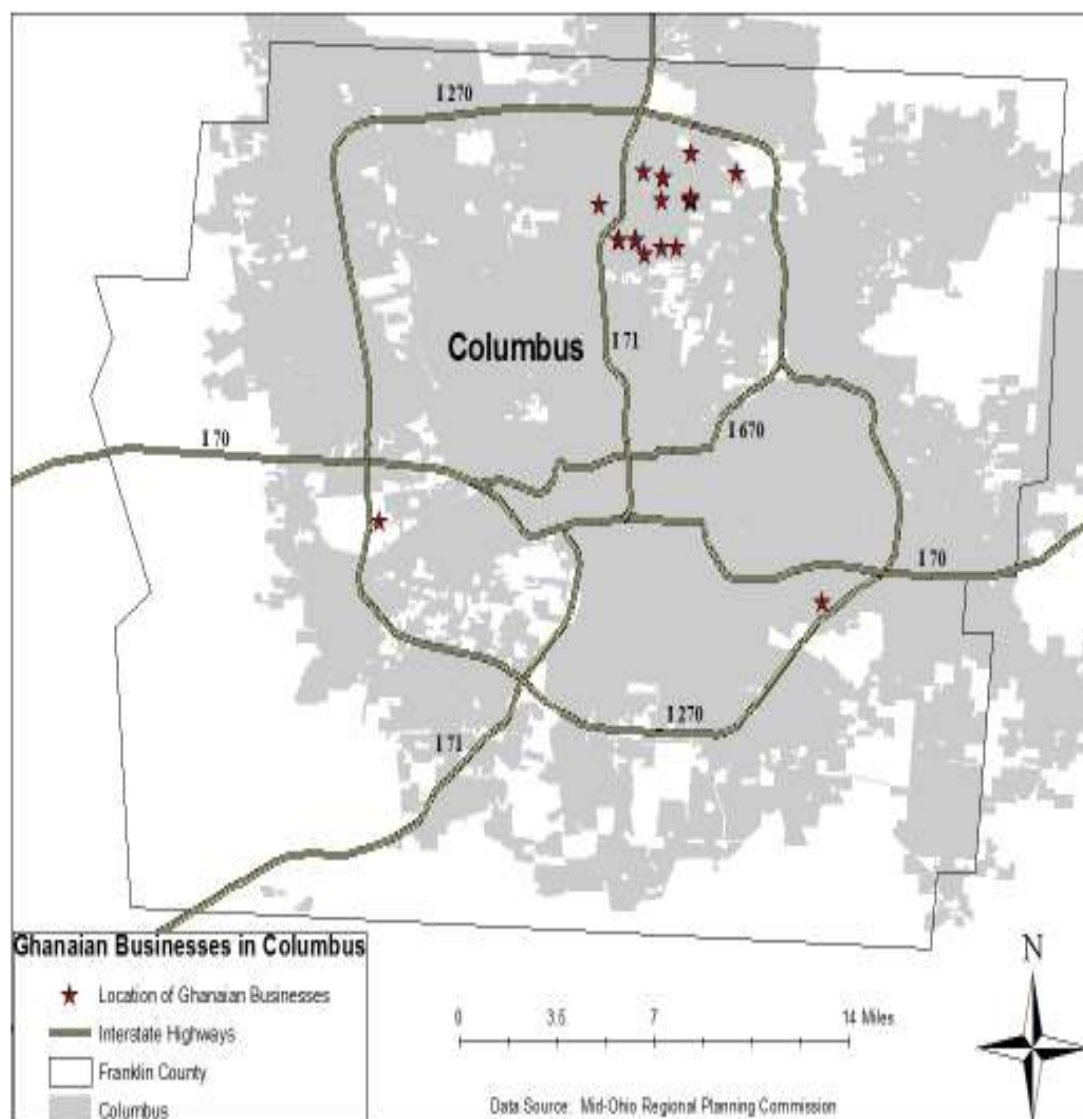 I 270
Columbus
I 71
I 670
I 70
I 70
I 270
I 71
Ghanaian Businesses in Columbus
Location of Ghanaian Businesses
Interstate Highways
Franklin County
Columbus
0 3.5 7 14 Miles
Data Source: Mid-Ohio Regional Planning Commission
N